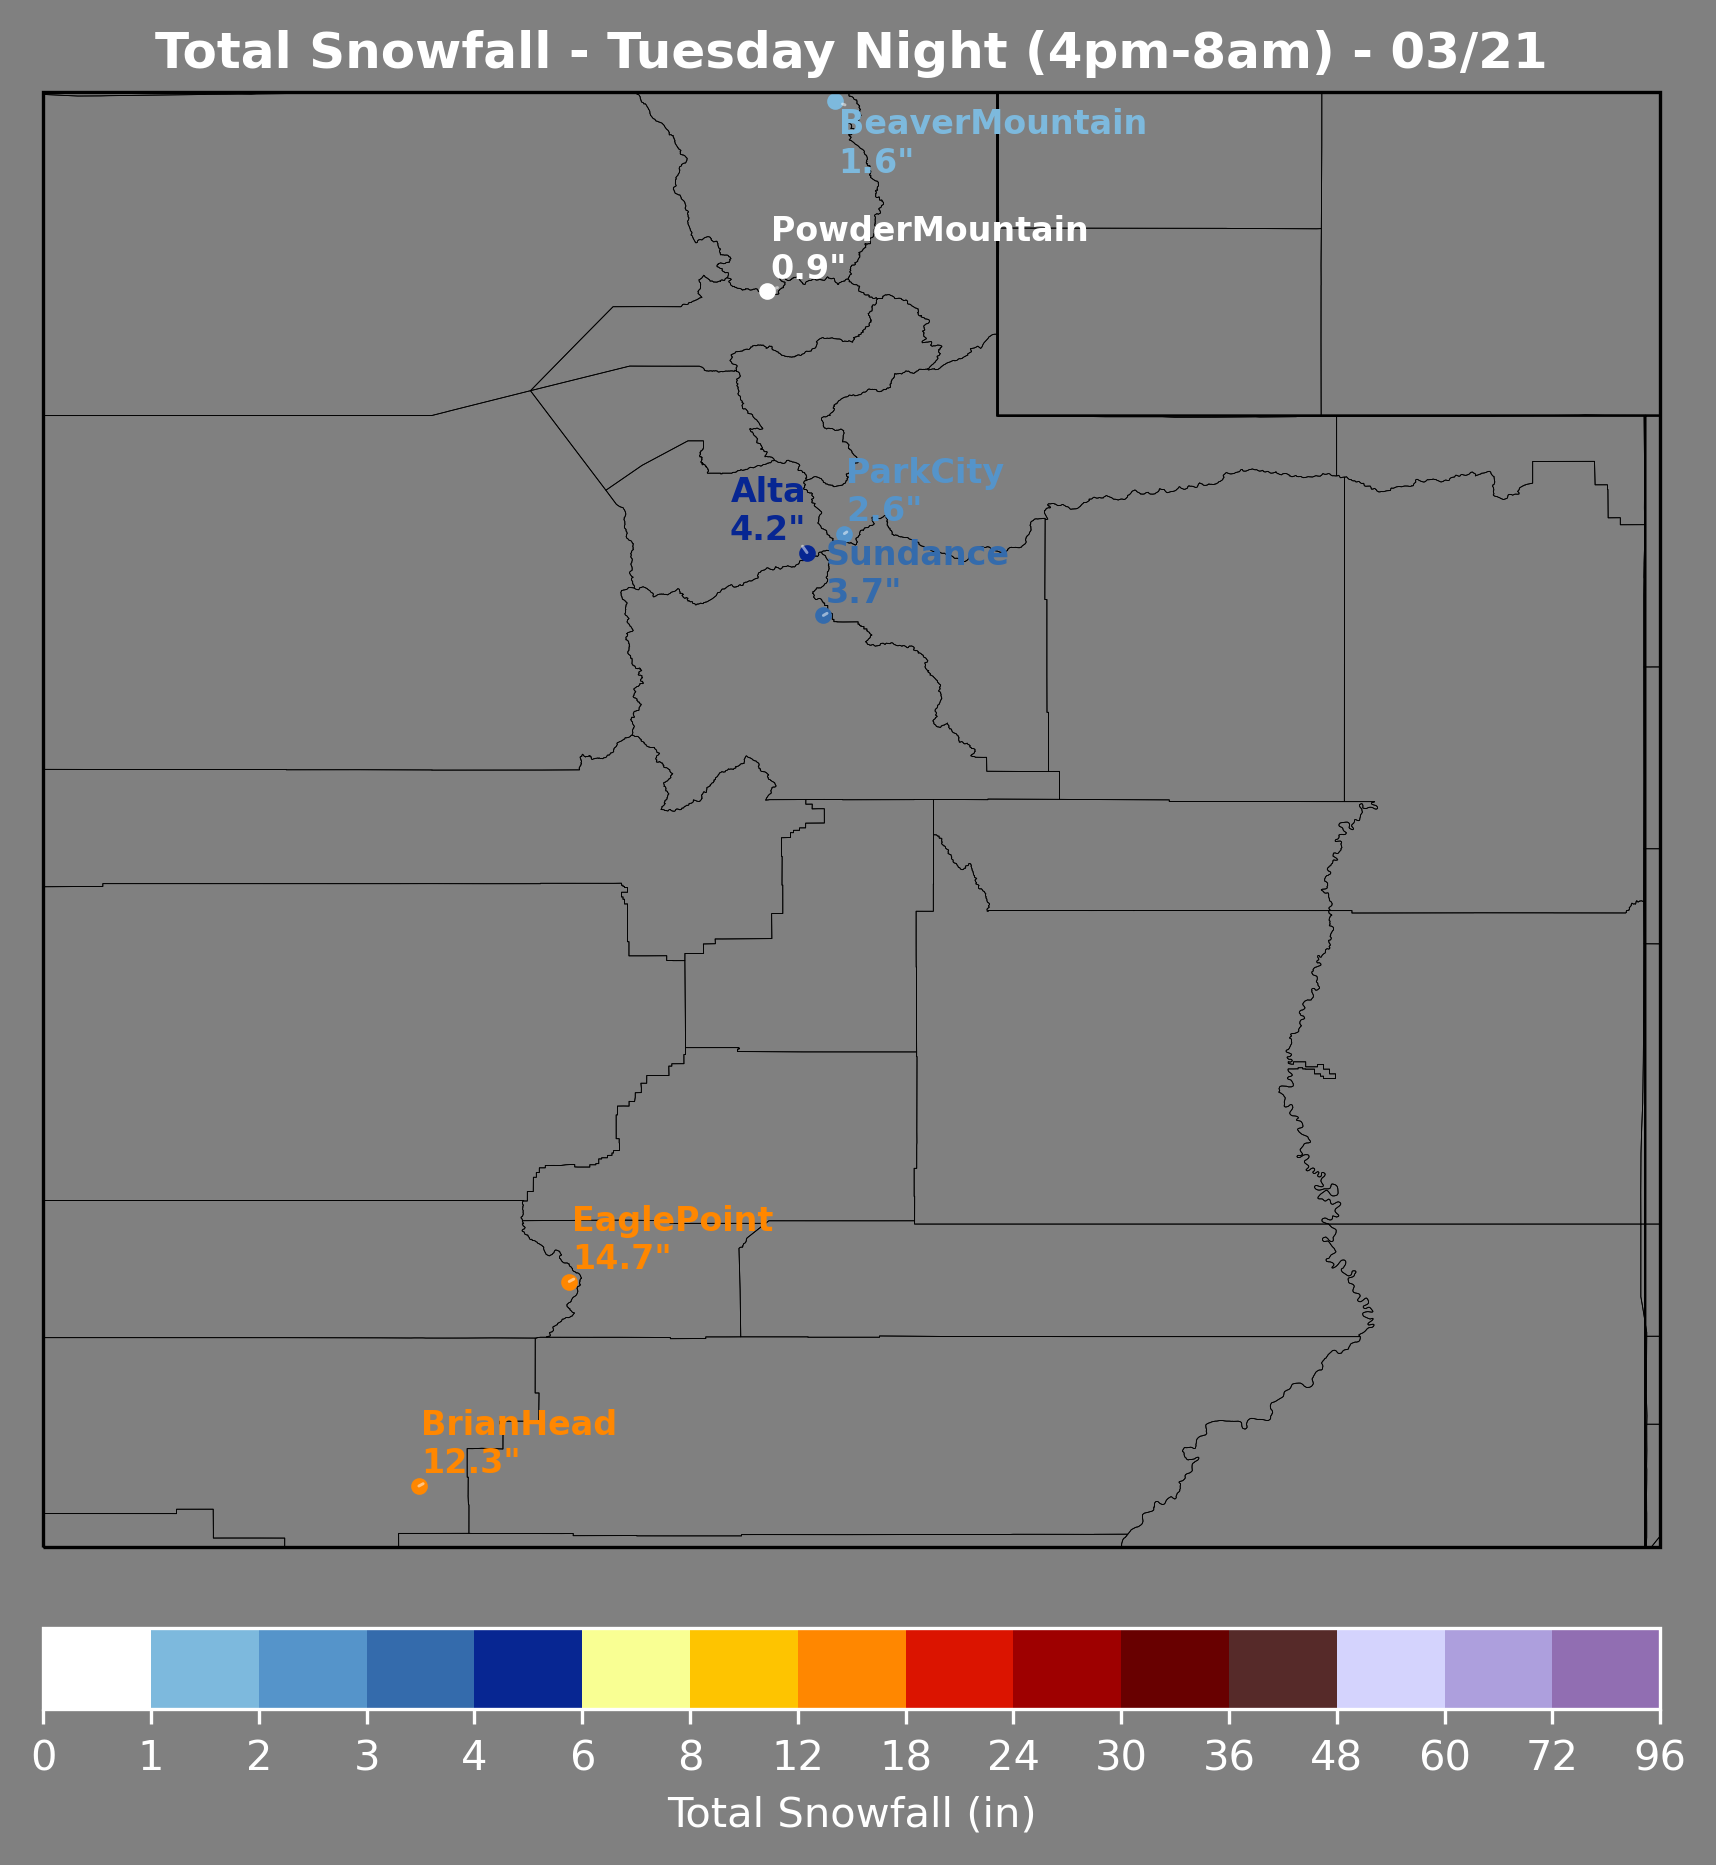 Total Snowfall - Tuesday Night (4pm-8am) - 03/21
BeaverMountain
1.6"
PowderMountain
0.9"
ParkCity
2.6"
Alta
4.2"
Sundance
3.7"
EaglePoint
14.7"
BrianHead
12.3"
0 1 2 3 4 6 8 12 18 24 30 36 48 60 72 96
Total Snowfall (in)